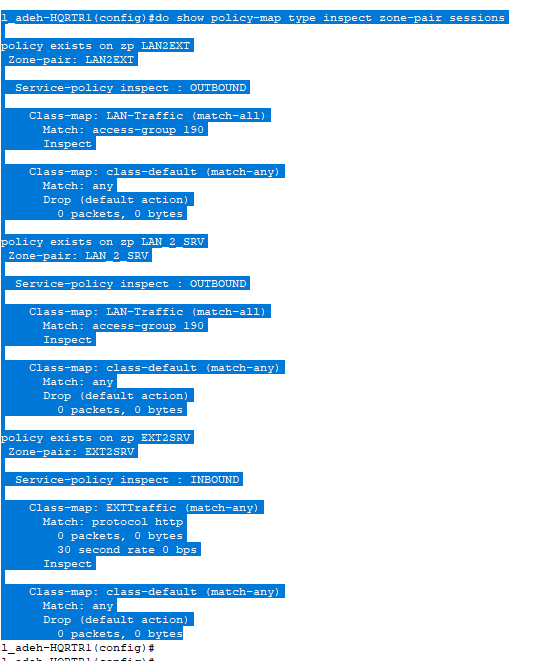 l_adeh-HQRTR1(config)#do show policy-map type inspect zone-pair sessions
policy exists on zp LAN2EXT
Zone-pair: LAN2EXT
Service-policy inspect : OUTBOUND
Class-map: LAN-Traffic (match-all)
Match: access-group 190
Inspect
Class-map: class-default (match-any)
Match: any
Drop (default action)
0 packets, 0 bytes
policy exists on zp LAN_2_SRV
Zone-pair: LAN_2_SRV
Service-policy inspect : OUTBOUND
Class-map: LAN-Traffic (match-all)
Match: access-group 190
Inspect
Class-map: class-default (match-any)
Match: any
Drop (default action)
0 packets, 0 bytes
policy exists on zp EXT2SRV
Zone-pair: EXT2SRV
Service-policy inspect : INBOUND
Class-map: EXTTraffic (match-any)
Match: protocol http
0 packets, 0 bytes
30 second rate 0 bps
Inspect
Class-map: class-default (match-any)
Match: any
Drop (default action)
0 packets, 0 bytes
l_adeh-HQRTR1(config)#
l_adeh-HQRTR1(config)#